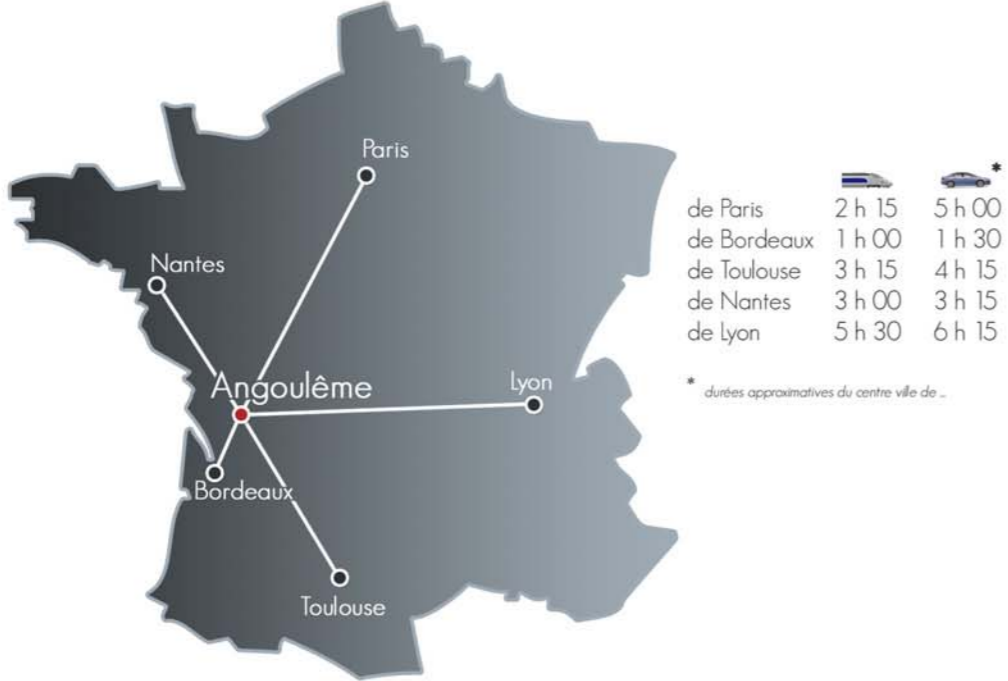 Paris
Nantes
Angoulême
Lyon
Bordeaux
Toulouse
*
de Paris 2 h 15 5 h 00
de Bordeaux 1 h 00 1 h 30
de Toulouse 3 h 15 4 h 15
de Nantes 3 h 00 3 h 15
de Lyon 5 h 30 6 h 15
* durées approximatives du centre ville de ...